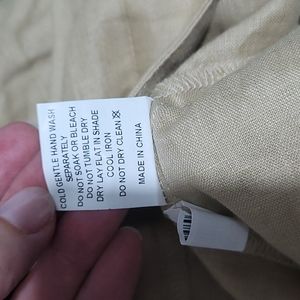 COLD GENTLE HAND WASH
SEPARATELY
DO NOT SOAK OR BLEACH
DO NOT TUMBLE DRY
DRY LAY FLAT IN SHADE
COOL IRON
DO NOT DRY CLEAN
MADE IN CHINA